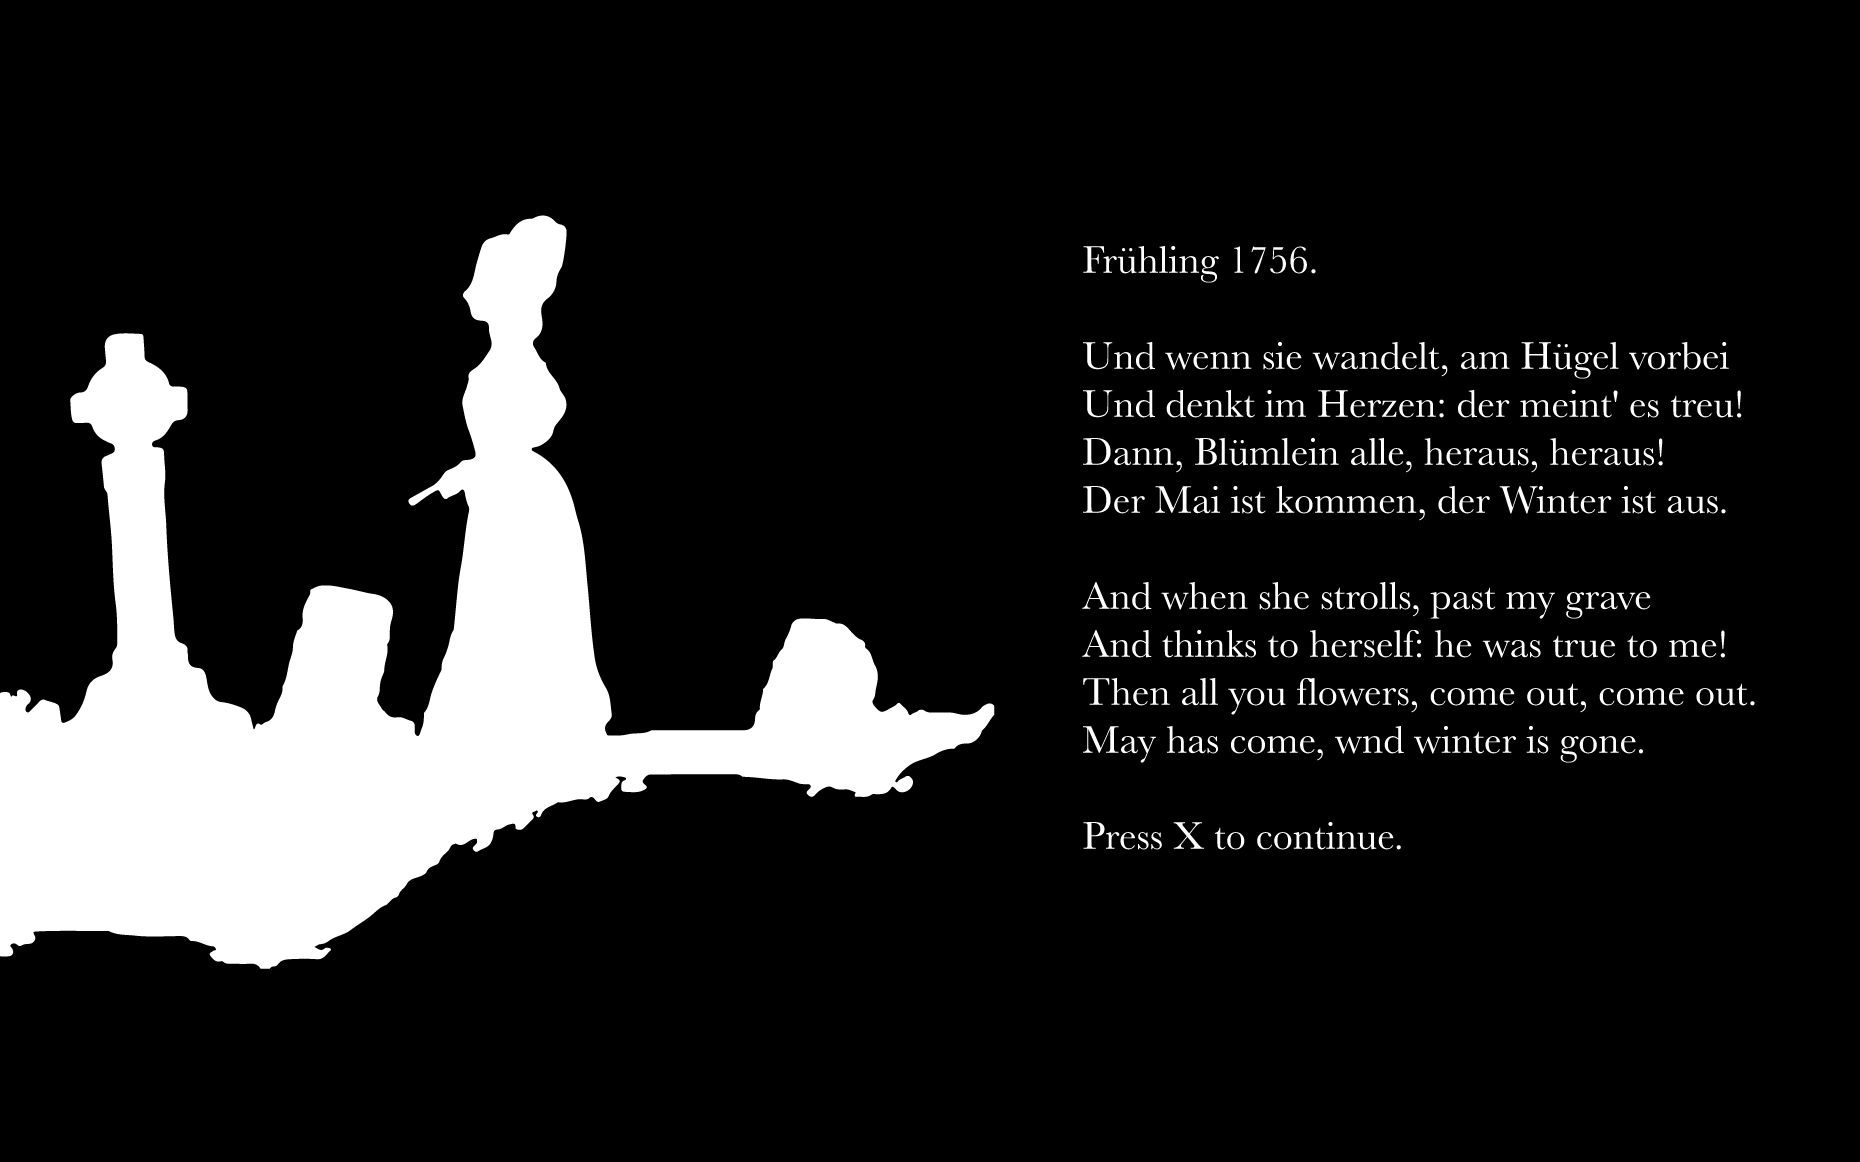 Frühling 1756.
Und wenn sie wandelt, am Hügel vorbei
Und denkt im Herzen: der meint' es treu!
Dann, Blümlein alle, heraus, heraus!
Der Mai ist kommen, der Winter ist aus.
And when she strolls, past my grave
And thinks to herself: he was true to me!
Then all you flowers, come out, come out.
May has come, wnd winter is gone.
Press X to continue.